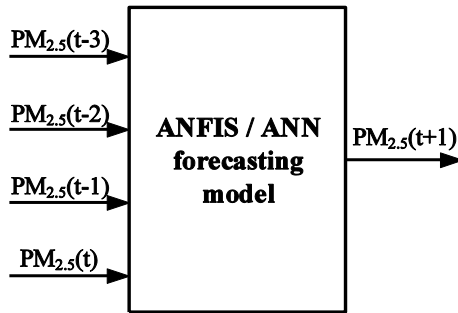 PM₂.₅(t-3)
PM₂.₅(t-2)
PM₂.₅(t-1)
PM₂.₅(t)
ANFIS / ANN
forecasting
model
PM₂.₅(t+1)